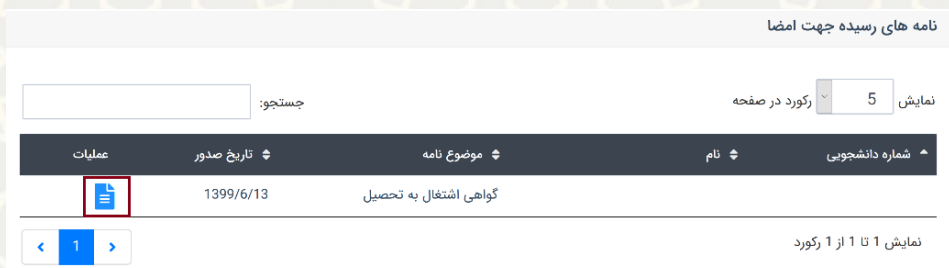 نامه های رسیده جهت امضا
نمایش 5 رکورد در صفحه جستجو:
شماره دانشجویی نام موضوع نامه تاریخ صدور عملیات
گواهی اشتغال به تحصیل 1399/6/13
نمایش 1 تا 1 از 1 رکورد 1